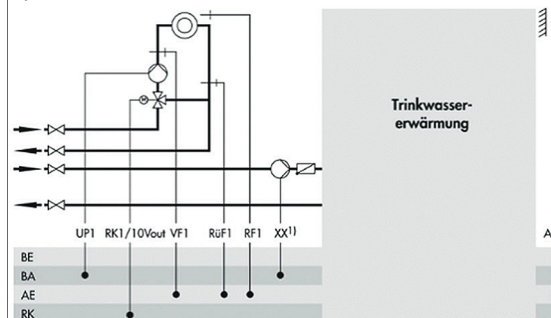 Trinkwasser-
erwärmung
UP1 RK1/10Vout VF1 RüF1 RF1 XX1)
A
BE
BA
AE
RK